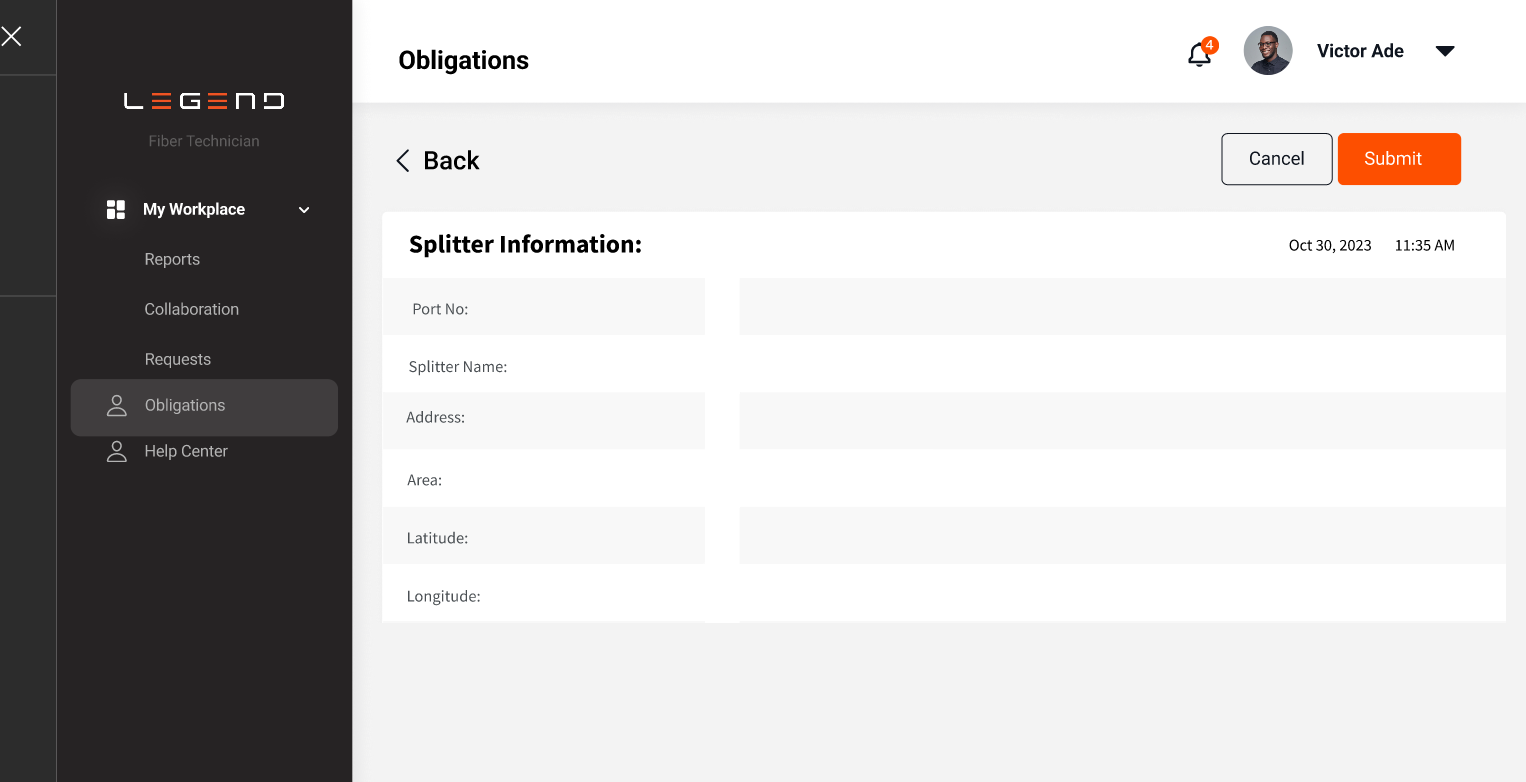 LEGEND
Fiber Technician
My Workplace
Reports
Collaboration
Requests
Obligations
Help Center
Obligations
4
Victor Ade
Back
Cancel
Submit
Splitter Information:
Oct 30, 2023 11:35 AM
Port No:
Splitter Name:
Address:
Area:
Latitude:
Longitude: